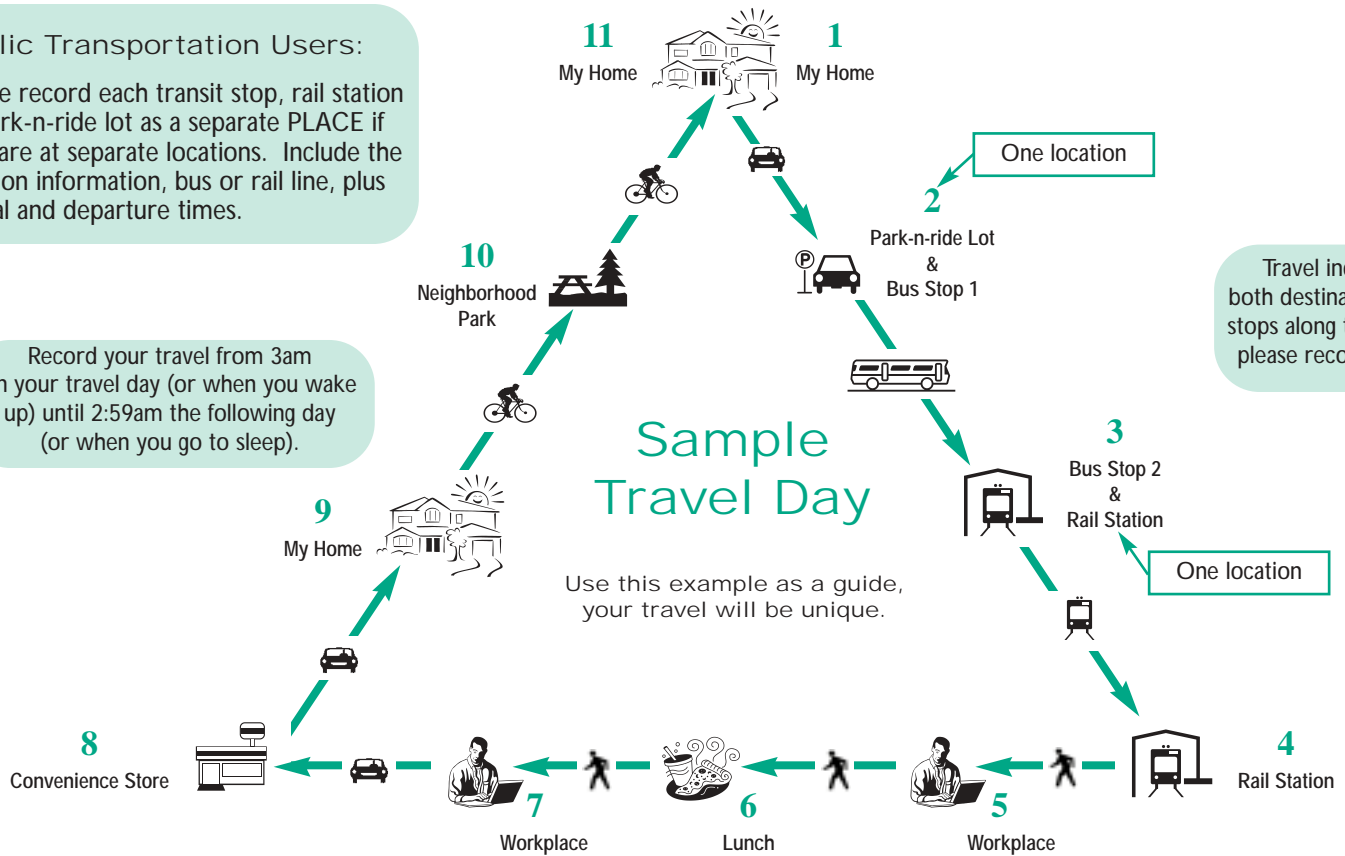 lic Transportation Users:
e record each transit stop, rail station
rk-n-ride lot as a separate PLACE if
are at separate locations. Include the
on information, bus or rail line, plus
al and departure times.
11
My Home
1
My Home
One location
2
Park-n-ride Lot
&
Bus Stop 1
P
10
Neighborhood
Park
Travel in
both destina
stops along
please reco
Record your travel from 3am
n your travel day (or when you wake
up) until 2:59am the following day
(or when you go to sleep).
Sample
Travel Day
Use this example as a guide,
your travel will be unique.
3
Bus Stop 2
&
Rail Station
One location
9
My Home
8
Convenience Store
7
Workplace
6
Lunch
5
Workplace
4
Rail Station